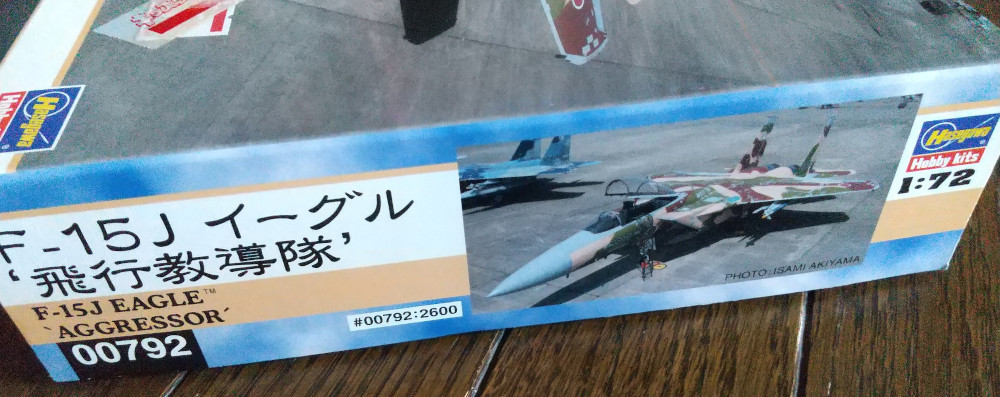 Hasegawa
Hobby
F-15J イーグル
‘飛行教導隊’
F-15J EAGLE™
`AGGRESSOR´
00792
#00792:2600
PHOTO: ISAMI AKIYAMA
Hasegawa
Hobby kits
1:72